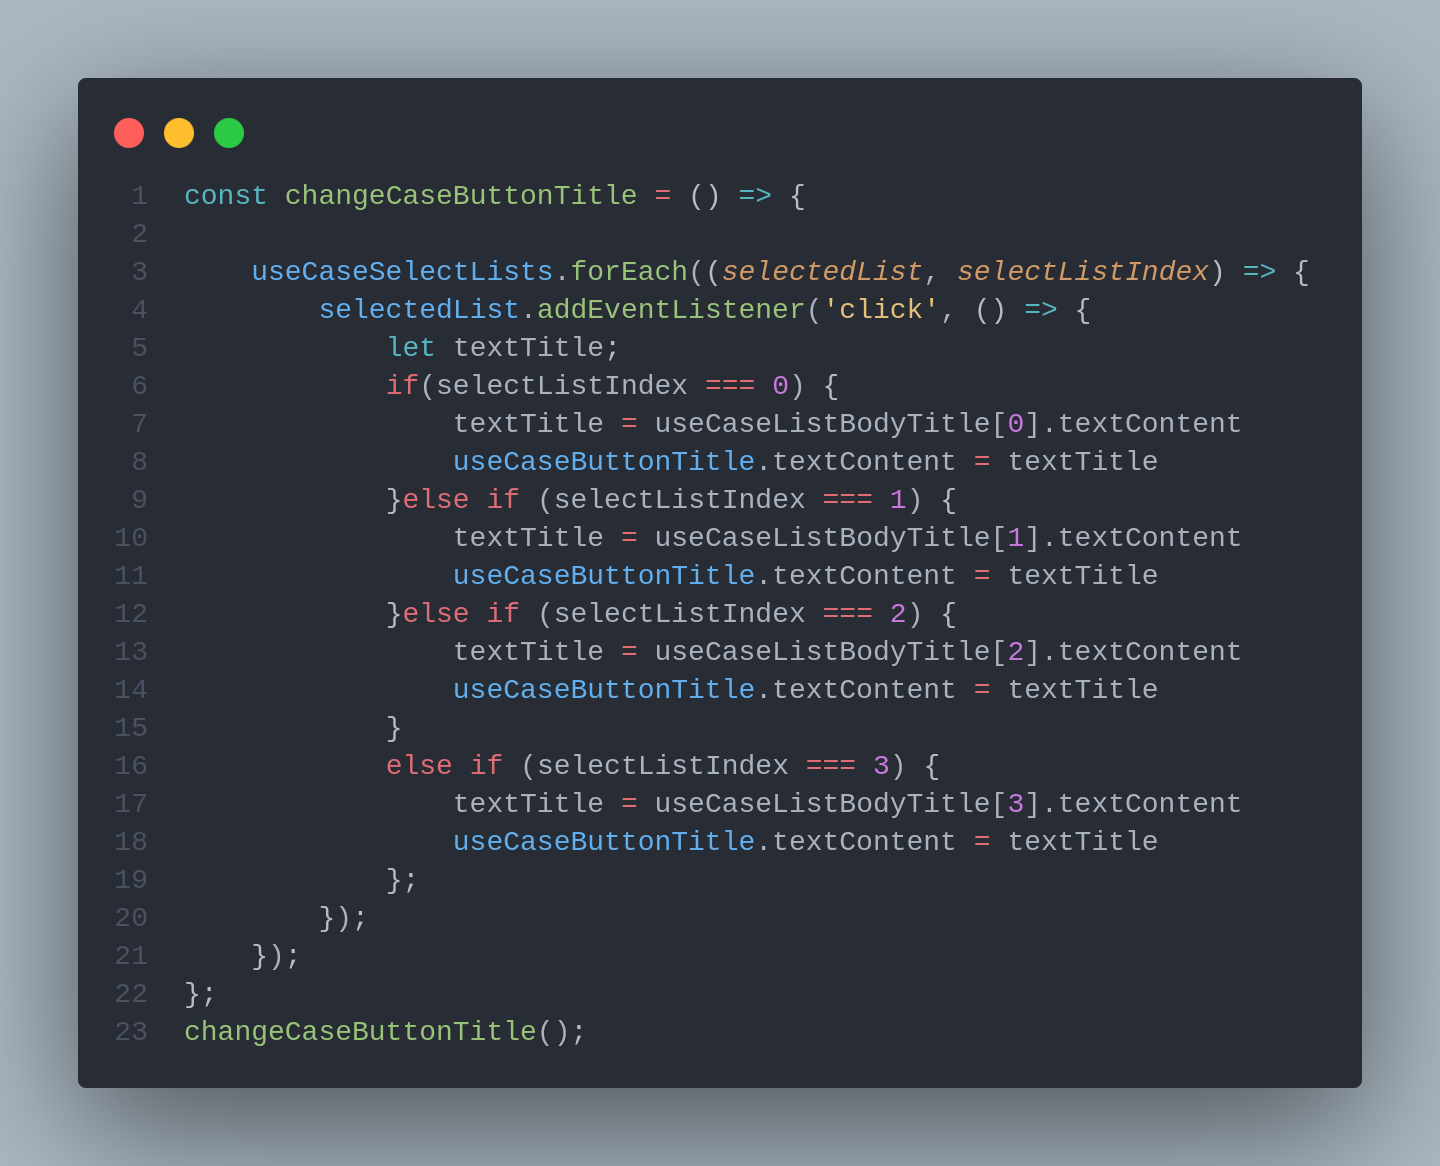 1 const changeCaseButtonTitle = () => {
2
3     useCaseSelectLists.forEach((selectedList, selectListIndex) => {
4         selectedList.addEventListener('click', () => {
5             let textTitle;
6             if(selectListIndex === 0) {
7                 textTitle = useCaseListBodyTitle[0].textContent
8                 useCaseButtonTitle.textContent = textTitle
9             }else if (selectListIndex === 1) {
10                 textTitle = useCaseListBodyTitle[1].textContent
11                 useCaseButtonTitle.textContent = textTitle
12             }else if (selectListIndex === 2) {
13                 textTitle = useCaseListBodyTitle[2].textContent
14                 useCaseButtonTitle.textContent = textTitle
15             }
16             else if (selectListIndex === 3) {
17                 textTitle = useCaseListBodyTitle[3].textContent
18                 useCaseButtonTitle.textContent = textTitle
19             };
20         });
21     });
22 };
23 changeCaseButtonTitle();